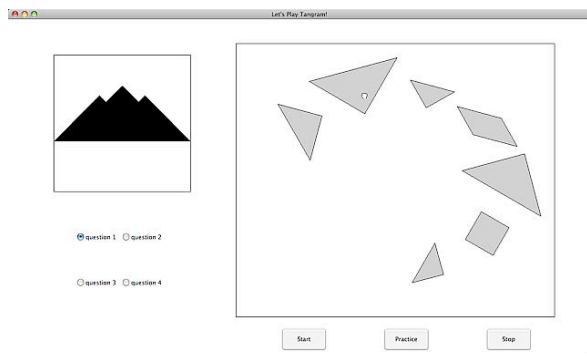 Let's Play Tangram!
question 1 question 2
question 3 question 4
Start Practice Stop